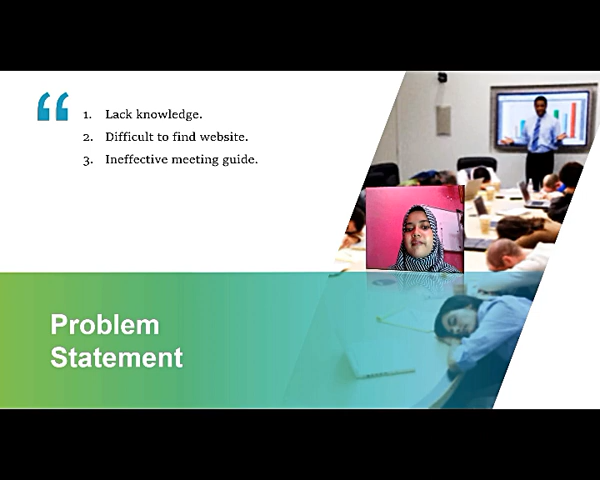 “
1. Lack knowledge.
2. Difficult to find website.
3. Ineffective meeting guide.
Problem
Statement